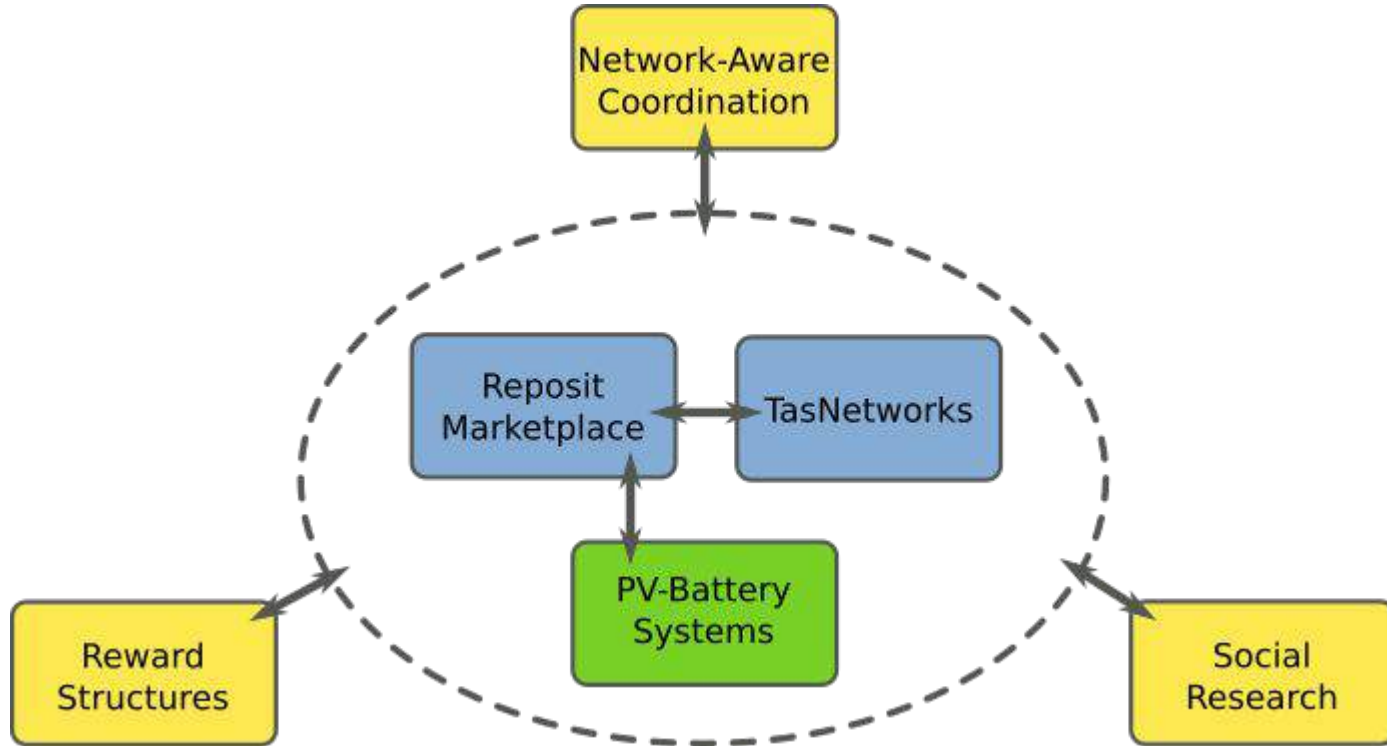 Network-Aware
Coordination
Reposit
Marketplace
TasNetworks
PV-Battery
Systems
Reward
Structures
Social
Research